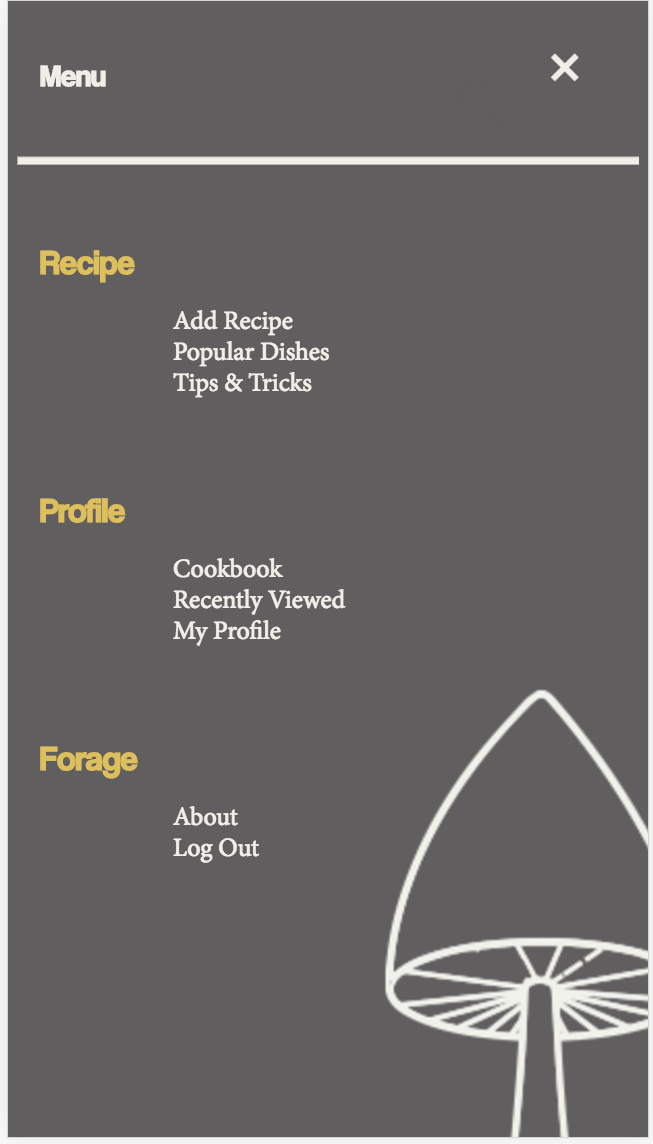 Menu
Recipe
Add Recipe
Popular Dishes
Tips & Tricks
Profile
Cookbook
Recently Viewed
My Profile
Forage
About
Log Out